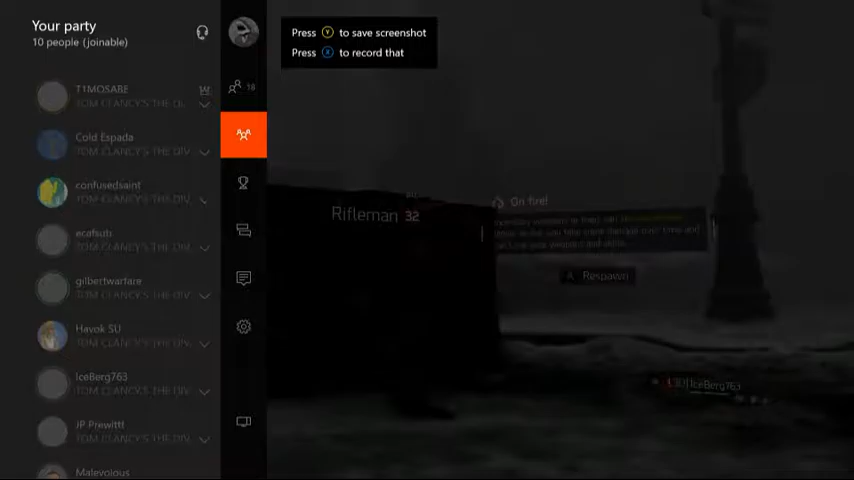 Your party
10 people (joinable)
T1MOSABE
TOM CLANCY'S THE DI
Cold Espada
TOM CLANCY'S THE DIV
confusedsaint
TOM CLANCY'S THE DIV
ecafsub
TOM CLANCY'S THE DIV
gilbertwarfare
TOM CLANCY'S THE DIV
Havok SU
TOM CLANCY'S THE DIV
IceBerg763
TOM CLANCY'S THE DIV
JP Prewitt!
TOM CLANCY'S THE DIV
Malevolous
18
Press Y to save screenshot
Press X to record that
Rifleman 32
On fire!
A Respawn
IceBerg763